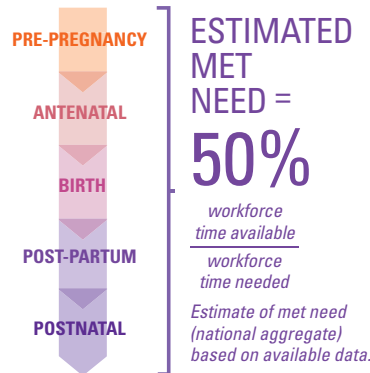 PRE-PREGNANCY
ANTENATAL
BIRTH
POST-PARTUM
POSTNATAL
ESTIMATED
MET
NEED =
50%
workforce
time available
workforce
time needed
Estimate of met need
(national aggregate)
based on available data.